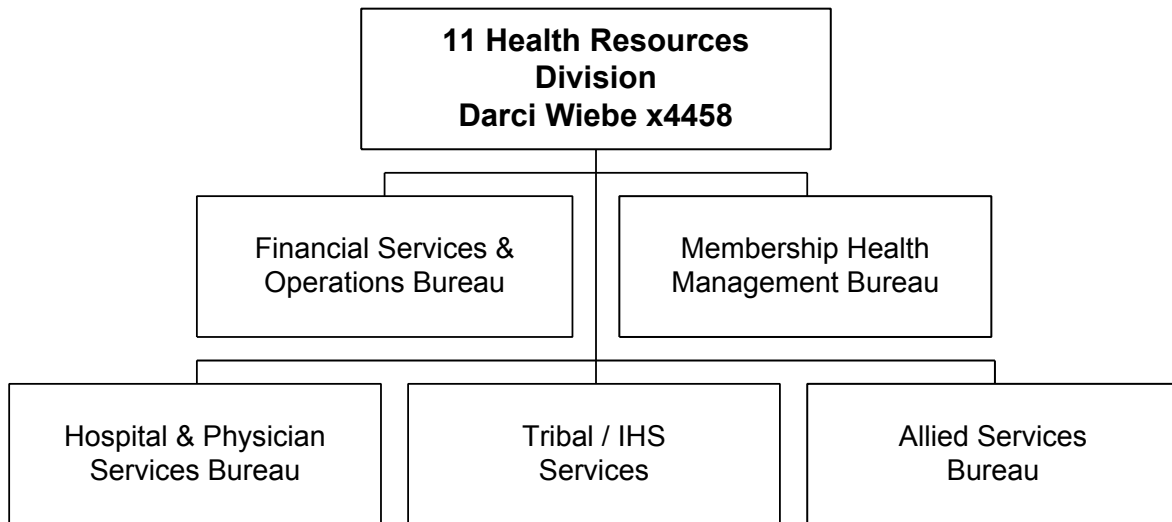 11 Health Resources
Division
Darci Wiebe x4458
Financial Services &
Operations Bureau
Membership Health
Management Bureau
Hospital & Physician
Services Bureau
Tribal / IHS
Services
Allied Services
Bureau